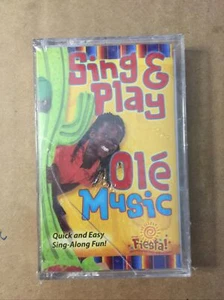 Sing &
Play
Olé
Music
Quick and Easy
Sing-Along Fun!
Fiesta!